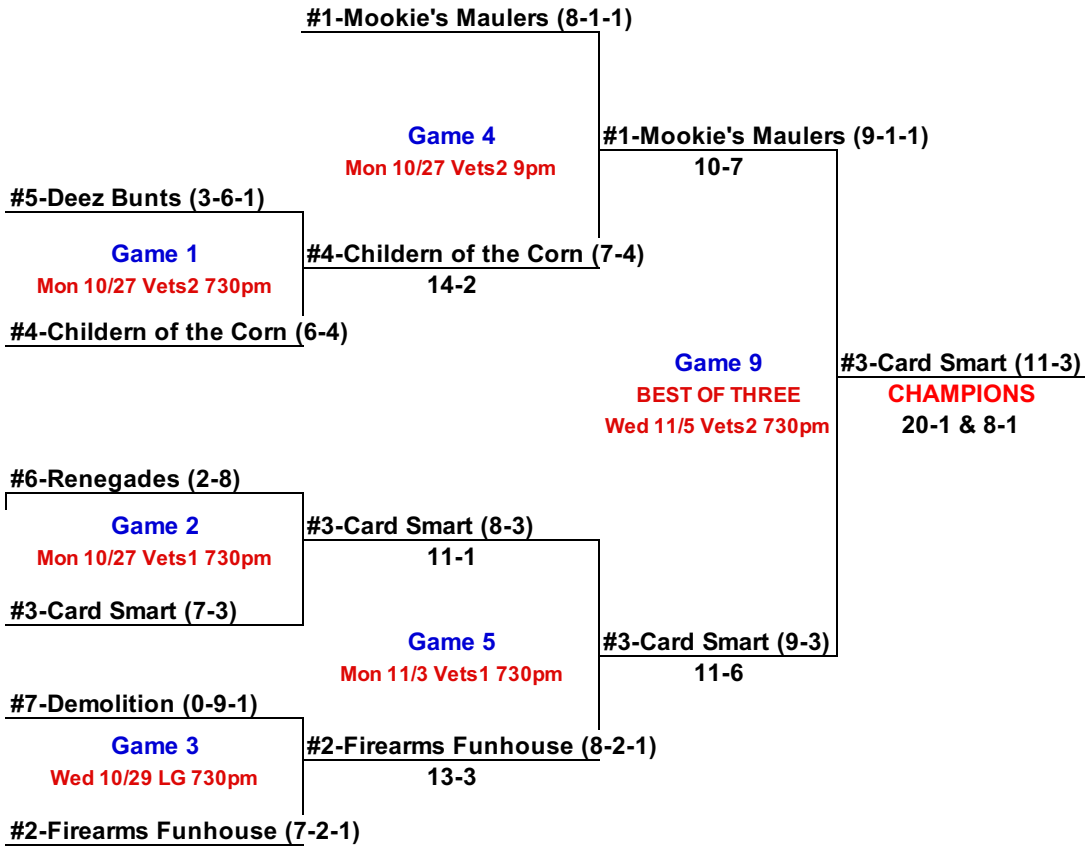 #1-Mookie's Maulers (8-1-1)
Game 4
Mon 10/27 Vets2 9pm
#1-Mookie's Maulers (9-1-1)
10-7
#5-Deez Bunts (3-6-1)
Game 1
Mon 10/27 Vets2 730pm
#4-Childern of the Corn (7-4)
14-2
#4-Childern of the Corn (6-4)
Game 9
BEST OF THREE
Wed 11/5 Vets2 730pm
#3-Card Smart (11-3)
CHAMPIONS
20-1 & 8-1
#6-Renegades (2-8)
Game 2
Mon 10/27 Vets1 730pm
#3-Card Smart (8-3)
11-1
#3-Card Smart (7-3)
Game 5
Mon 11/3 Vets1 730pm
#3-Card Smart (9-3)
11-6
#7-Demolition (0-9-1)
Game 3
Wed 10/29 LG 730pm
#2-Firearms Funhouse (8-2-1)
13-3
#2-Firearms Funhouse (7-2-1)